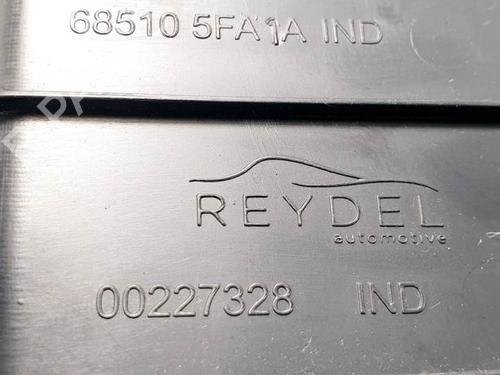 68510 5FA1A IND
REYDEL
automotive
00227328 IND